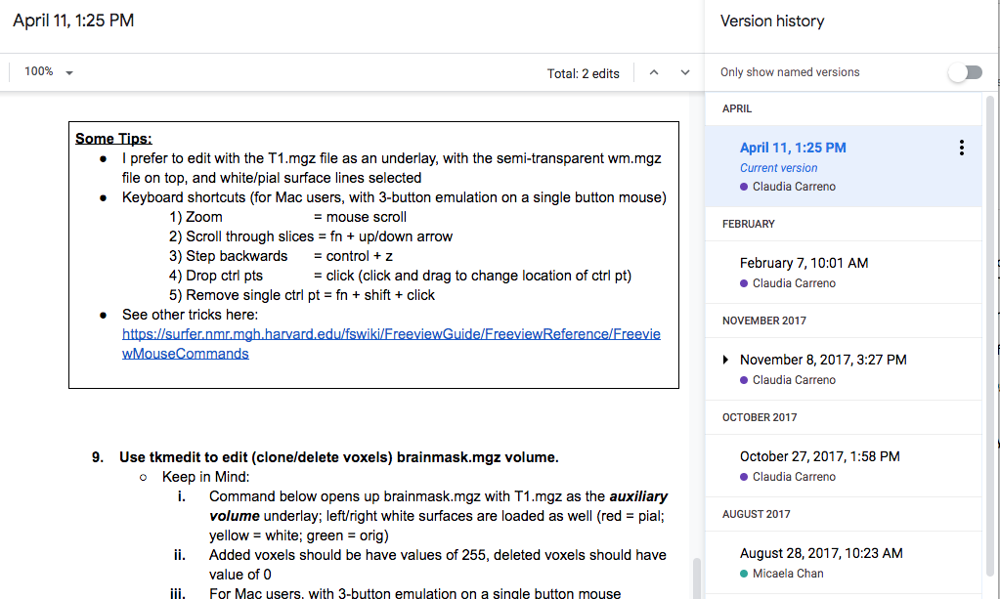 April 11, 1:25 PM
100%
Total: 2 edits
Some Tips:
● I prefer to edit with the T1.mgz file as an underlay, with the semi-transparent wm.mgz
file on top, and white/pial surface lines selected
● Keyboard shortcuts (for Mac users, with 3-button emulation on a single button mouse)
1) Zoom = mouse scroll
2) Scroll through slices = fn + up/down arrow
3) Step backwards = control + z
4) Drop ctrl pts = click (click and drag to change location of ctrl pt)
5) Remove single ctrl pt = fn + shift + click
● See other tricks here:
https://surfer.nmr.mgh.harvard.edu/fswiki/FreeviewGuide/FreeviewReference/Freevie
wMouseCommands
9. Use tkmedit to edit (clone/delete voxels) brainmask.mgz volume.
○ Keep in Mind:
i. Command below opens up brainmask.mgz with T1.mgz as the auxiliary
volume underlay; left/right white surfaces are loaded as well (red = pial;
yellow = white; green = orig)
ii. Added voxels should be have values of 255, deleted voxels should have
value of 0
iii. For Mac users, with 3-button emulation on a single button mouse
Version history
Only show named versions
APRIL
April 11, 1:25 PM
Current version
Claudia Carreno
FEBRUARY
February 7, 10:01 AM
Claudia Carreno
NOVEMBER 2017
November 8, 2017, 3:27 PM
Claudia Carreno
OCTOBER 2017
October 27, 2017, 1:58 PM
Claudia Carreno
AUGUST 2017
August 28, 2017, 10:23 AM
Micaela Chan